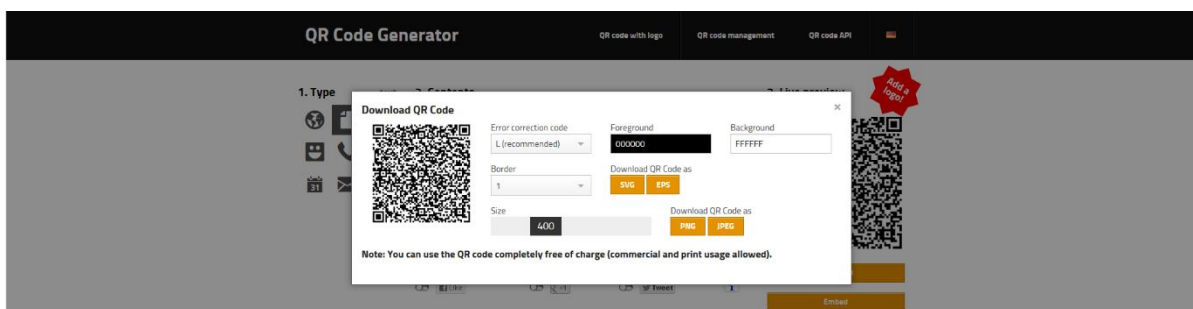 QR Code Generator
QR code with logo
QR code management
QR code API
Add a
logo!
1. Type
Download QR Code
×
Error correction code
L (recommended)
Foreground
000000
Background
FFFFFF
Border
1
Download QR Code as
SVG EPS
Size
400
Download QR Code as
PNG JPEG
Note: You can use the QR code completely free of charge (commercial and print usage allowed).
31
Like
Tweet
Embed